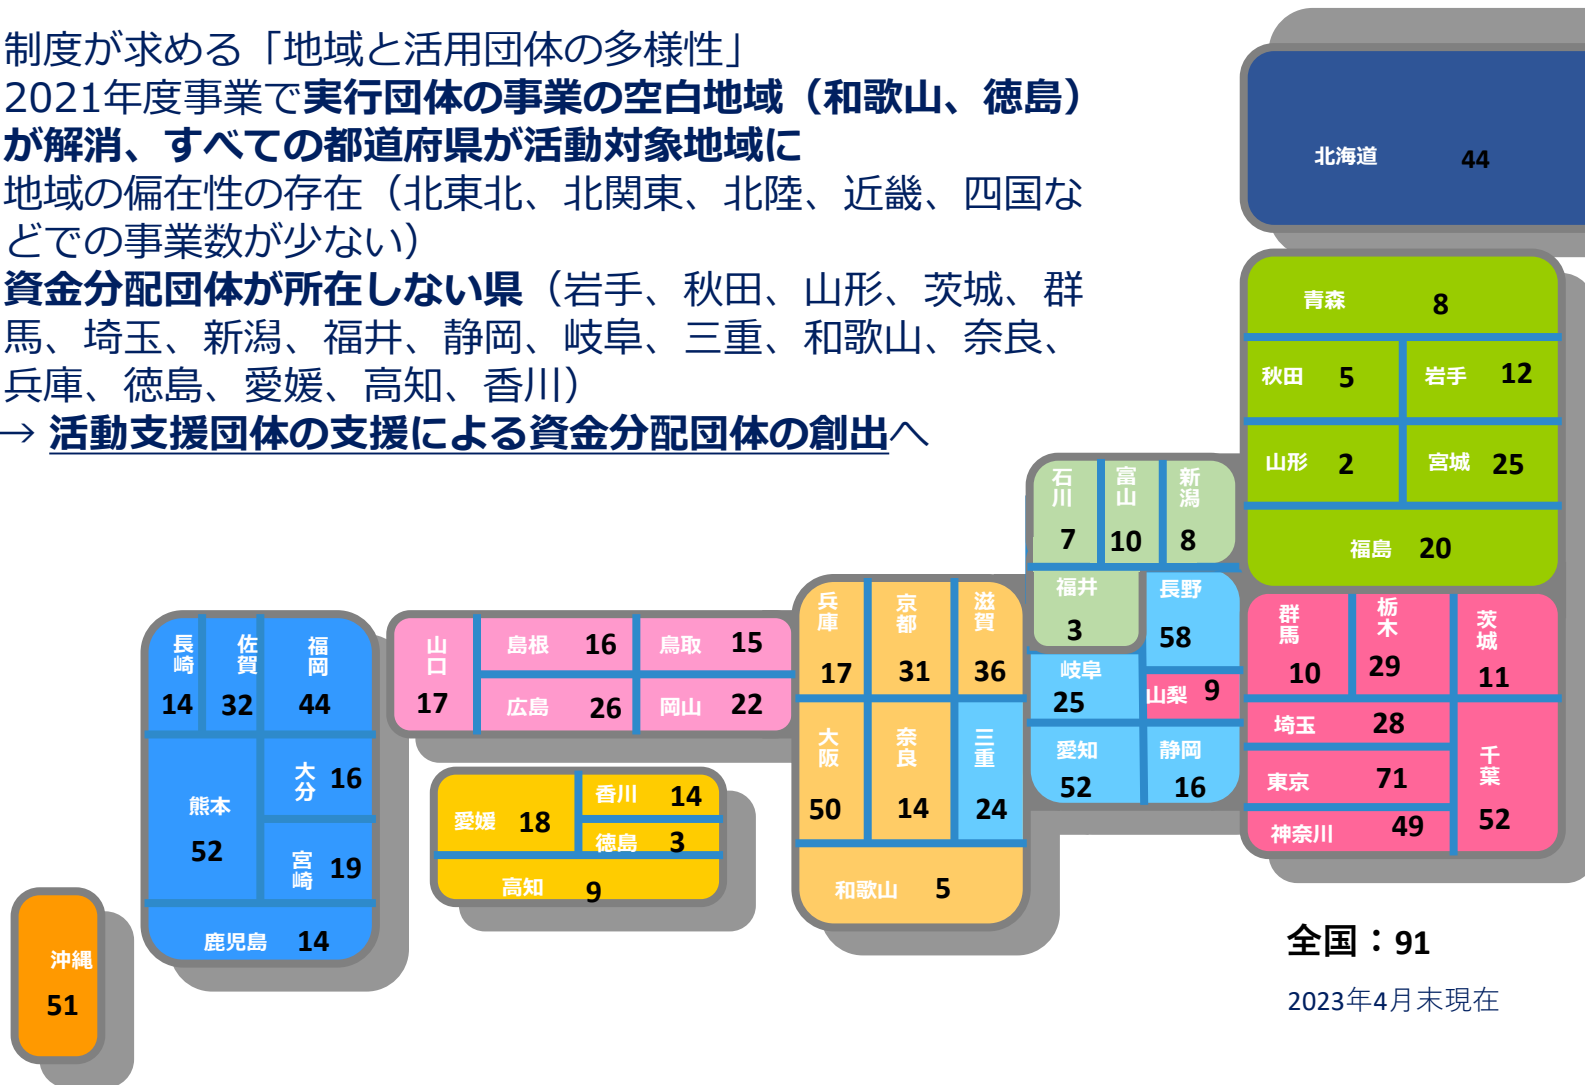 制度が求める「地域と活用団体の多様性」
2021年度事業で実行団体の事業の空白地域（和歌山、徳島）
が解消、すべての都道府県が活動対象地域に
地域の偏在性の存在（北東北、北関東、北陸、近畿、四国な
どでの事業数が少ない）
資金分配団体が所在しない県（岩手、秋田、山形、茨城、群
馬、埼玉、新潟、福井、静岡、岐阜、三重、和歌山、奈良、
兵庫、徳島、愛媛、高知、香川）
→ 活動支援団体の支援による資金分配団体の創出へ
北海道 44
青森 8
秋田 5
岩手 12
山形 2
宮城 25
福島 20
石川 7
富山 10
新潟 8
福井 3
長野 58
岐阜 25
山梨 9
愛知 52
静岡 16
群馬 10
栃木 29
茨城 11
埼玉 28
東京 71
神奈川 49
千葉 52
兵庫 17
京都 31
滋賀 36
大阪 50
奈良 14
三重 24
和歌山 5
山口 17
島根 16
鳥取 15
広島 26
岡山 22
愛媛 18
香川 14
徳島 3
高知 9
長崎 14
佐賀 32
福岡 44
熊本 52
大分 16
宮崎 19
鹿児島 14
沖縄 51
全国：91
2023年4月末現在